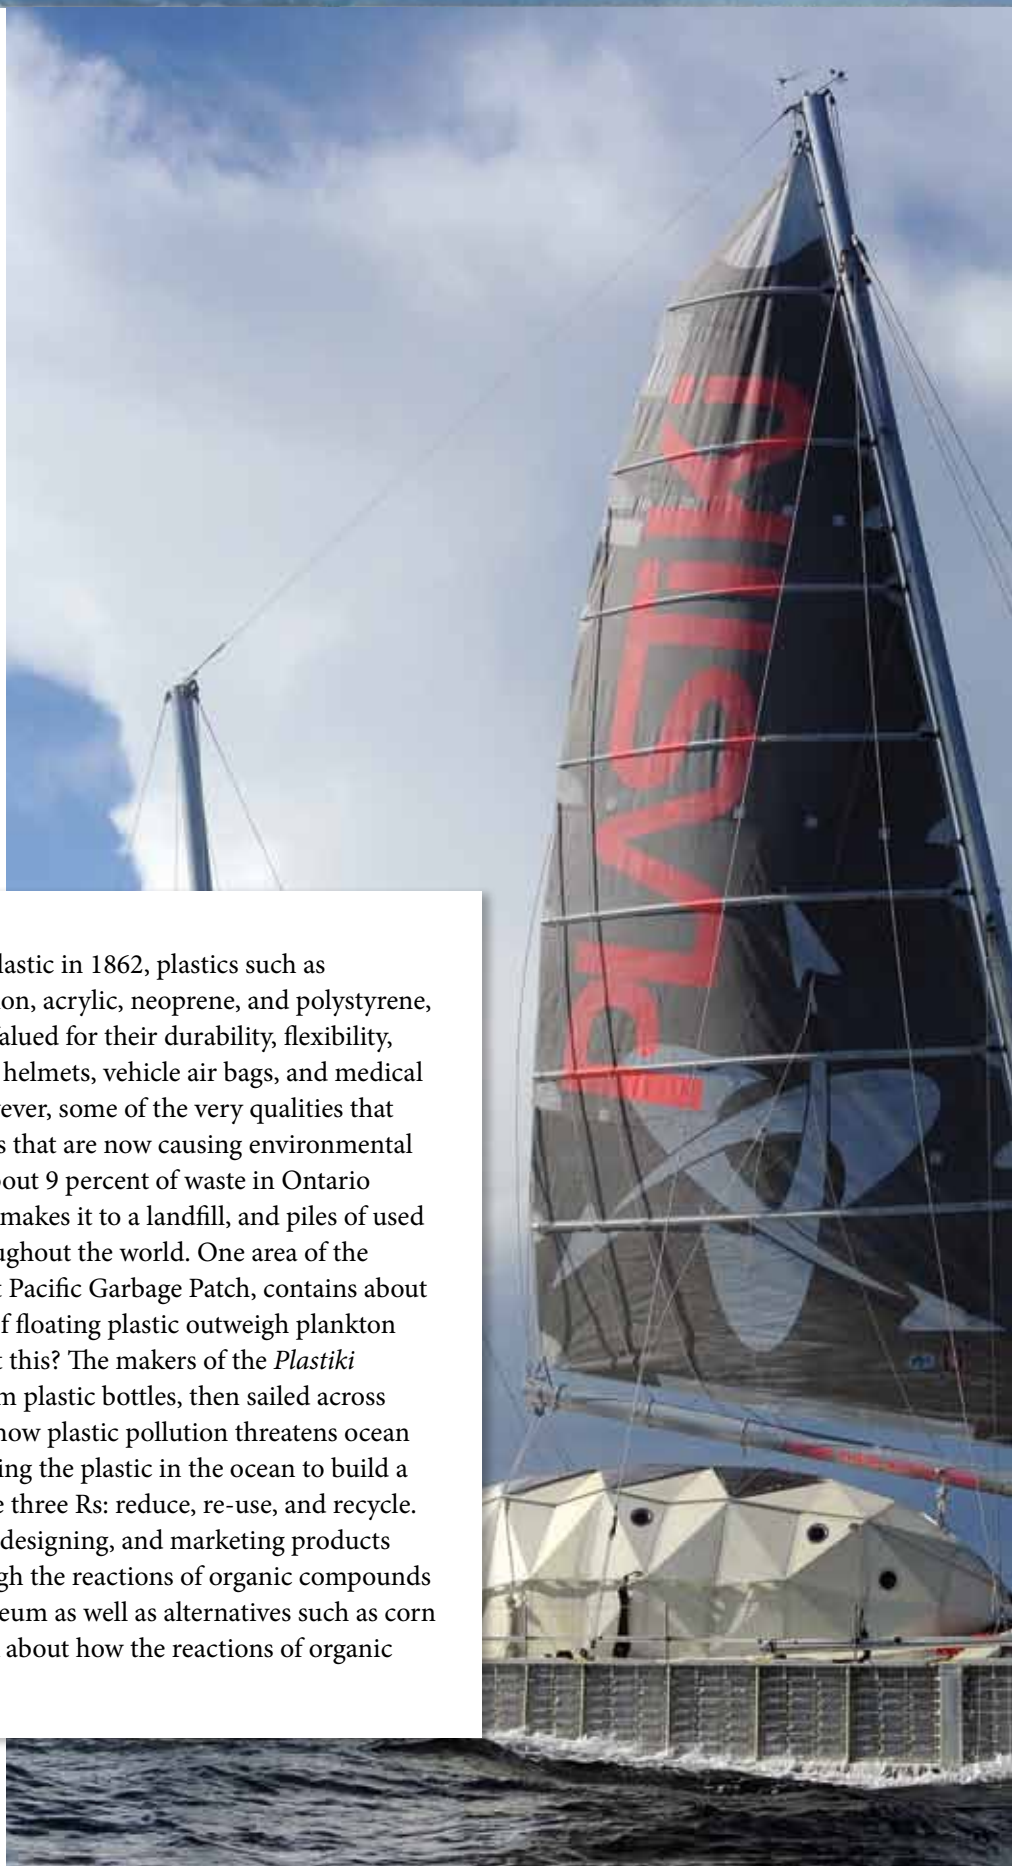 PLASTIKI
lastic in 1862, plastics such as
on, acrylic, neoprene, and polystyrene,
alued for their durability, flexibility,
helmets, vehicle air bags, and medical
ever, some of the very qualities that
s that are now causing environmental
out 9 percent of waste in Ontario
makes it to a landfill, and piles of used
ughout the world. One area of the
t Pacific Garbage Patch, contains about
f floating plastic outweigh plankton
t this? The makers of the Plastiki
m plastic bottles, then sailed across
how plastic pollution threatens ocean
ing the plastic in the ocean to build a
e three Rs: reduce, re-use, and recycle.
designing, and marketing products
gh the reactions of organic compounds
eum as well as alternatives such as corn
about how the reactions of organic